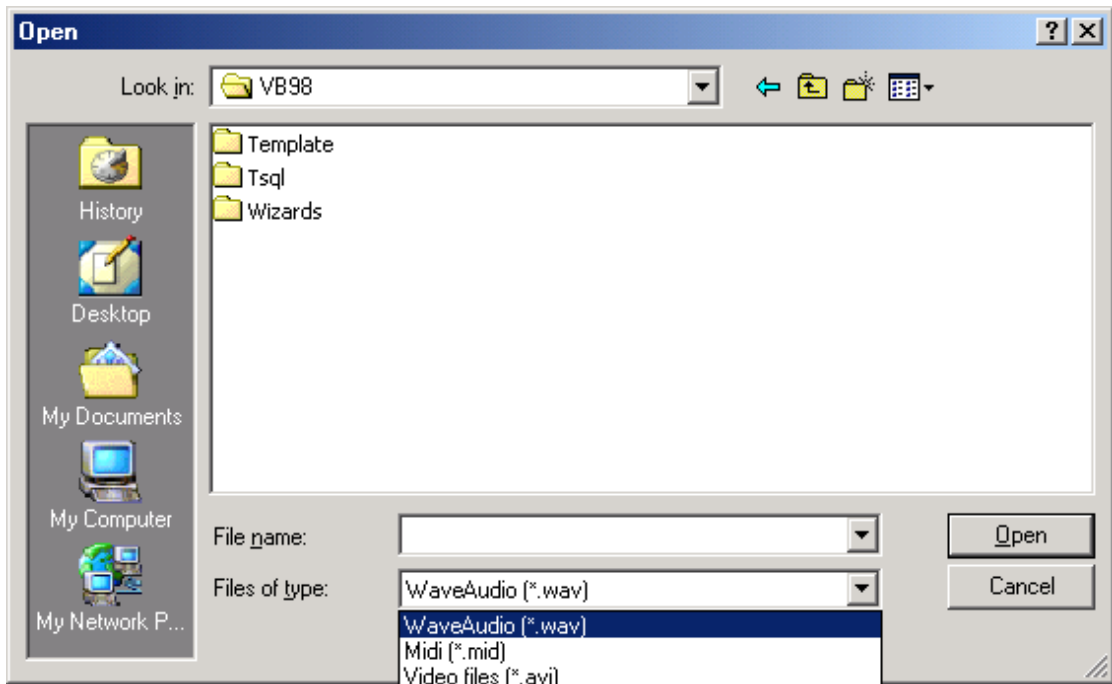 Open
Look in: VB98
Template
Tsql
Wizards
History
Desktop
My Documents
My Computer
My Network P...
File name:
Open
Files of type: WaveAudio (*.wav)
Cancel
WaveAudio (*.wav)
Midi (*.mid)
Video files (*.avi)